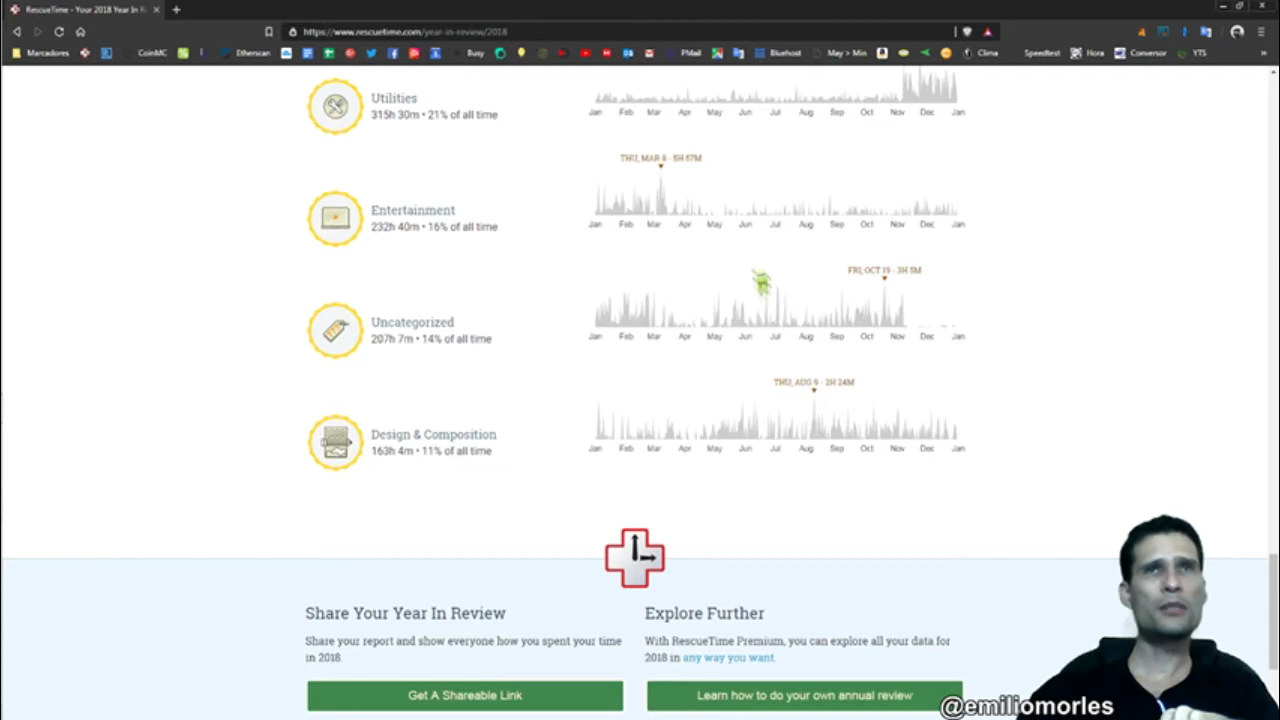 RescueTime - Your 2018 Year In R
https://www.rescuetime.com/year-in-review/2018
Marcadores CoinMC Etherscan Busy PMail Bluehost May > Min Clima Speedtest Hora Conversor YTS
Utilities
315h 30m • 21% of all time
Jan Feb Mar Apr May Jun Jul Aug Sep Oct Nov Dec Jan
THU, MAR 8 - 5H 57M
Entertainment
232h 40m • 16% of all time
Jan Feb Mar Apr May Jun Jul Aug Sep Oct Nov Dec Jan
FRI, OCT 19 - 3H 5M
Uncategorized
207h 7m • 14% of all time
Jan Feb Mar Apr May Jun Jul Aug Sep Oct Nov Dec Jan
THU, AUG 9 - 2H 24M
Design & Composition
163h 4m • 11% of all time
Jan Feb Mar Apr May Jun Jul Aug Sep Oct Nov Dec Jan
Share Your Year In Review
Share your report and show everyone how you spent your time
in 2018.
Get A Shareable Link
Explore Further
With RescueTime Premium, you can explore all your data for
2018 in any way you want.
Learn how to do your own annual review
@emiliomorles